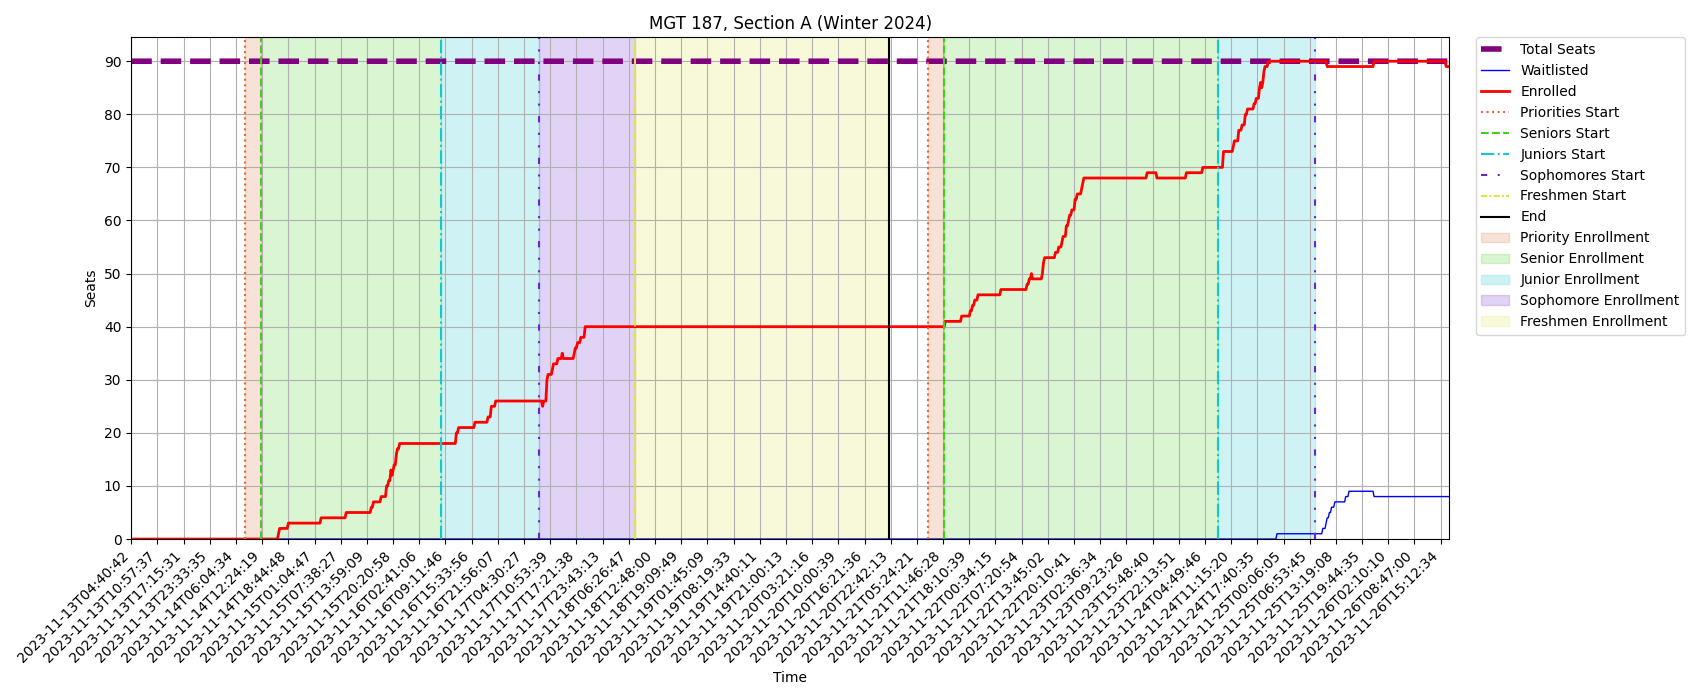 MGT 187, Section A (Winter 2024)
Seats
90
80
70
60
50
40
30
20
10
0
2023-11-13T04:40:42
2023-11-13T10:57:37
2023-11-13T17:15:31
2023-11-13T23:33:35
2023-11-14T06:04:34
2023-11-14T12:24:19
2023-11-14T18:44:48
2023-11-15T01:04:47
2023-11-15T07:38:27
2023-11-15T13:59:09
2023-11-15T20:20:58
2023-11-16T02:41:06
2023-11-16T09:11:46
2023-11-16T15:33:56
2023-11-16T21:56:07
2023-11-17T04:30:27
2023-11-17T10:53:39
2023-11-17T17:21:38
2023-11-17T23:43:13
2023-11-18T06:26:47
2023-11-18T12:48:00
2023-11-18T19:09:49
2023-11-19T01:45:09
2023-11-19T08:19:33
2023-11-19T14:40:11
2023-11-19T21:00:13
2023-11-20T03:21:16
2023-11-20T10:00:39
2023-11-20T16:21:36
2023-11-20T22:42:13
2023-11-21T05:24:21
2023-11-21T11:46:28
2023-11-21T18:10:39
2023-11-22T00:34:15
2023-11-22T07:20:54
2023-11-22T13:45:02
2023-11-22T20:10:41
2023-11-23T02:36:34
2023-11-23T09:23:26
2023-11-23T15:48:40
2023-11-23T22:13:51
2023-11-24T04:49:46
2023-11-24T11:15:20
2023-11-24T17:40:35
2023-11-25T00:06:05
2023-11-25T06:53:45
2023-11-25T13:19:08
2023-11-25T19:44:35
2023-11-26T02:10:10
2023-11-26T08:47:00
2023-11-26T15:12:34
Time
Total Seats
Waitlisted
Enrolled
Priorities Start
Seniors Start
Juniors Start
Sophomores Start
Freshmen Start
End
Priority Enrollment
Senior Enrollment
Junior Enrollment
Sophomore Enrollment
Freshmen Enrollment